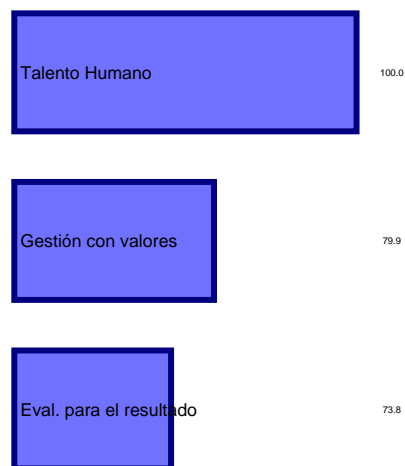 Talento Humano 100.0
Gestión con valores 79.9
Eval. para el resultado 73.8